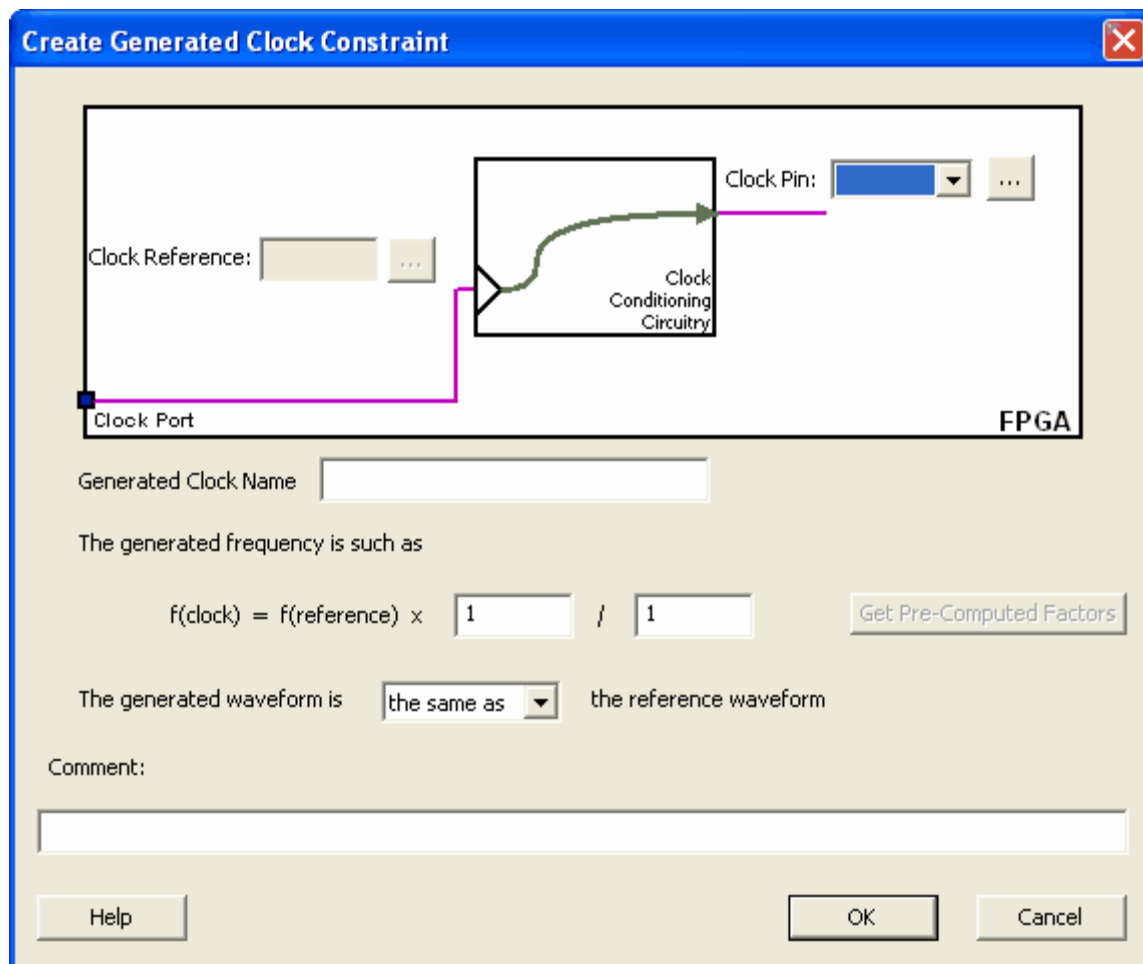 Create Generated Clock Constraint
Clock Pin:
...
Clock Reference:
...
Clock
Conditioning
Circuitry
Clock Port
FPGA
Generated Clock Name
The generated frequency is such as
f(clock) = f(reference) x 1 / 1
Get Pre-Computed Factors
The generated waveform is the same as the reference waveform
Comment:
Help
OK
Cancel